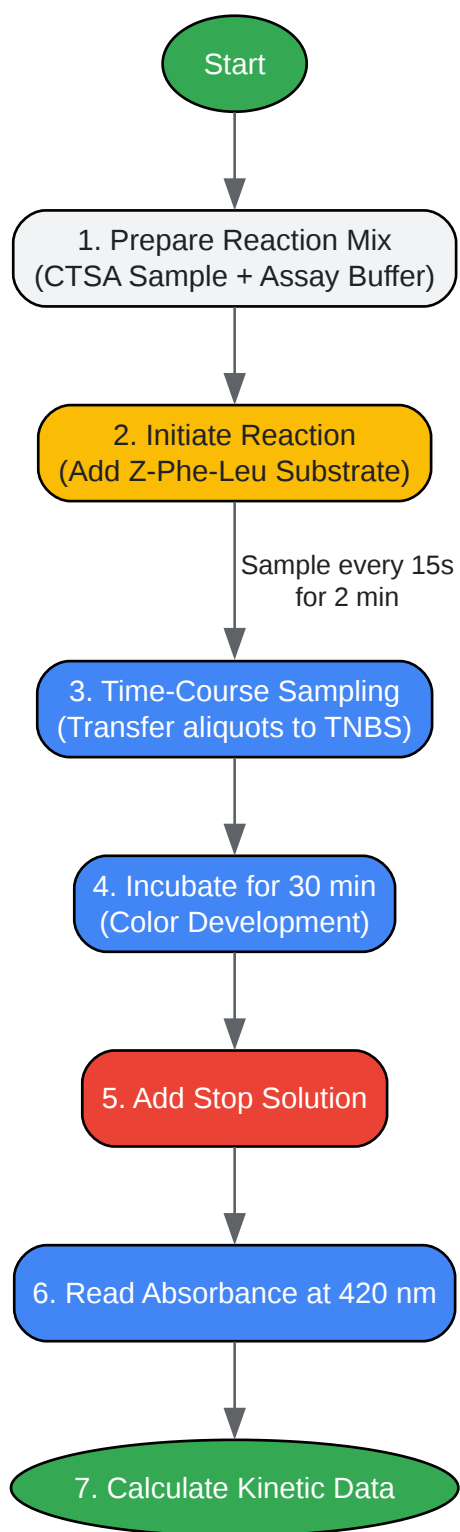 Start
1. Prepare Reaction Mix
(CTSA Sample + Assay Buffer)
2. Initiate Reaction
(Add Z-Phe-Leu Substrate)
Sample every 15s
for 2 min
3. Time-Course Sampling
(Transfer aliquots to TNBS)
4. Incubate for 30 min
(Color Development)
5. Add Stop Solution
6. Read Absorbance at 420 nm
7. Calculate Kinetic Data